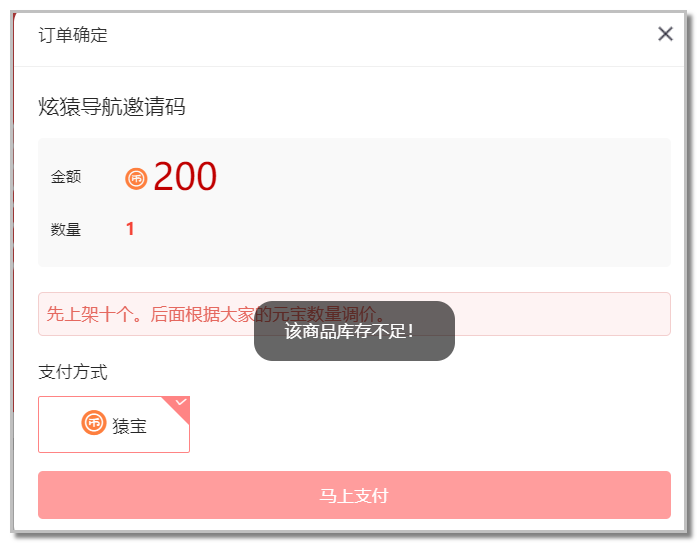 订单确定
炫猿导航邀请码
金额 200
数量 1
先上架十个。后面根据大家的元宝数量调价。
该商品库存不足！
支付方式
猿宝
马上支付